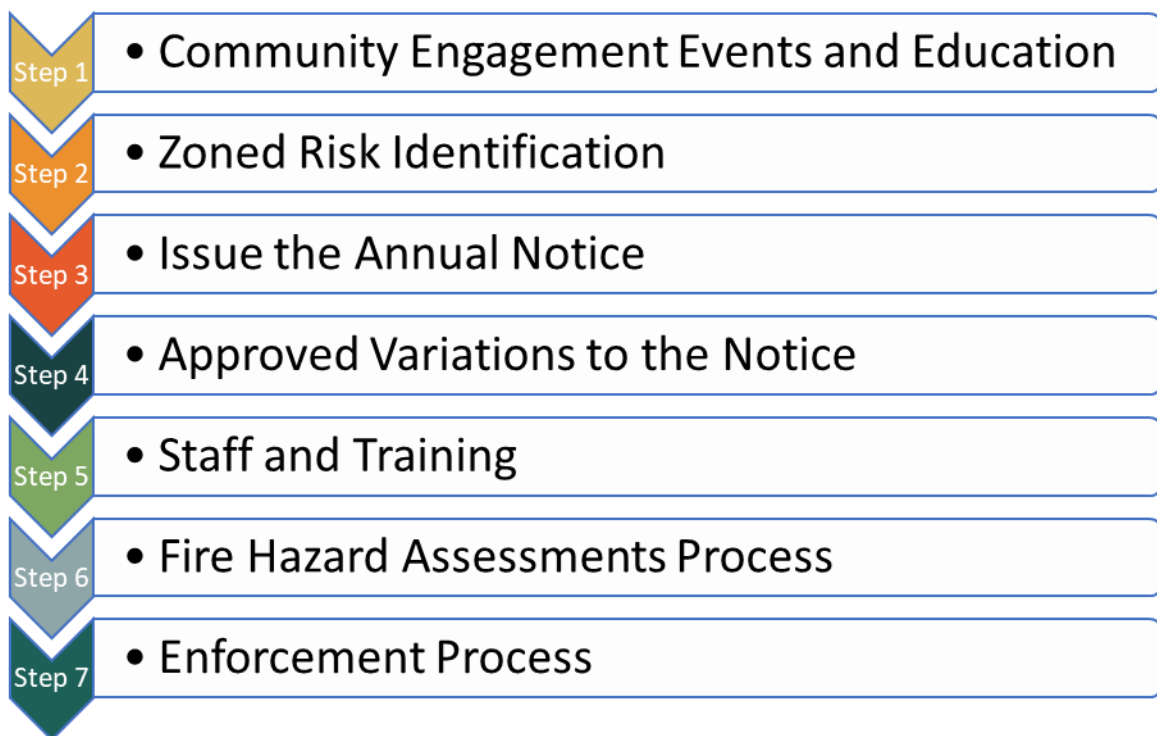 Step 1
• Community Engagement Events and Education
Step 2
• Zoned Risk Identification
Step 3
• Issue the Annual Notice
Step 4
• Approved Variations to the Notice
Step 5
• Staff and Training
Step 6
• Fire Hazard Assessments Process
Step 7
• Enforcement Process